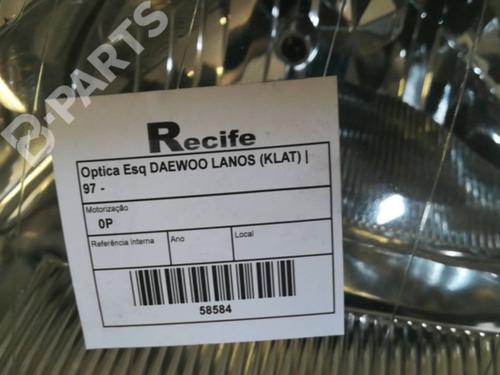 B-PARTS
Recife
Optica Esq DAEWOO LANOS (KLAT) |
97 -
Motorização
0P
Referência Interna Ano Local
58584